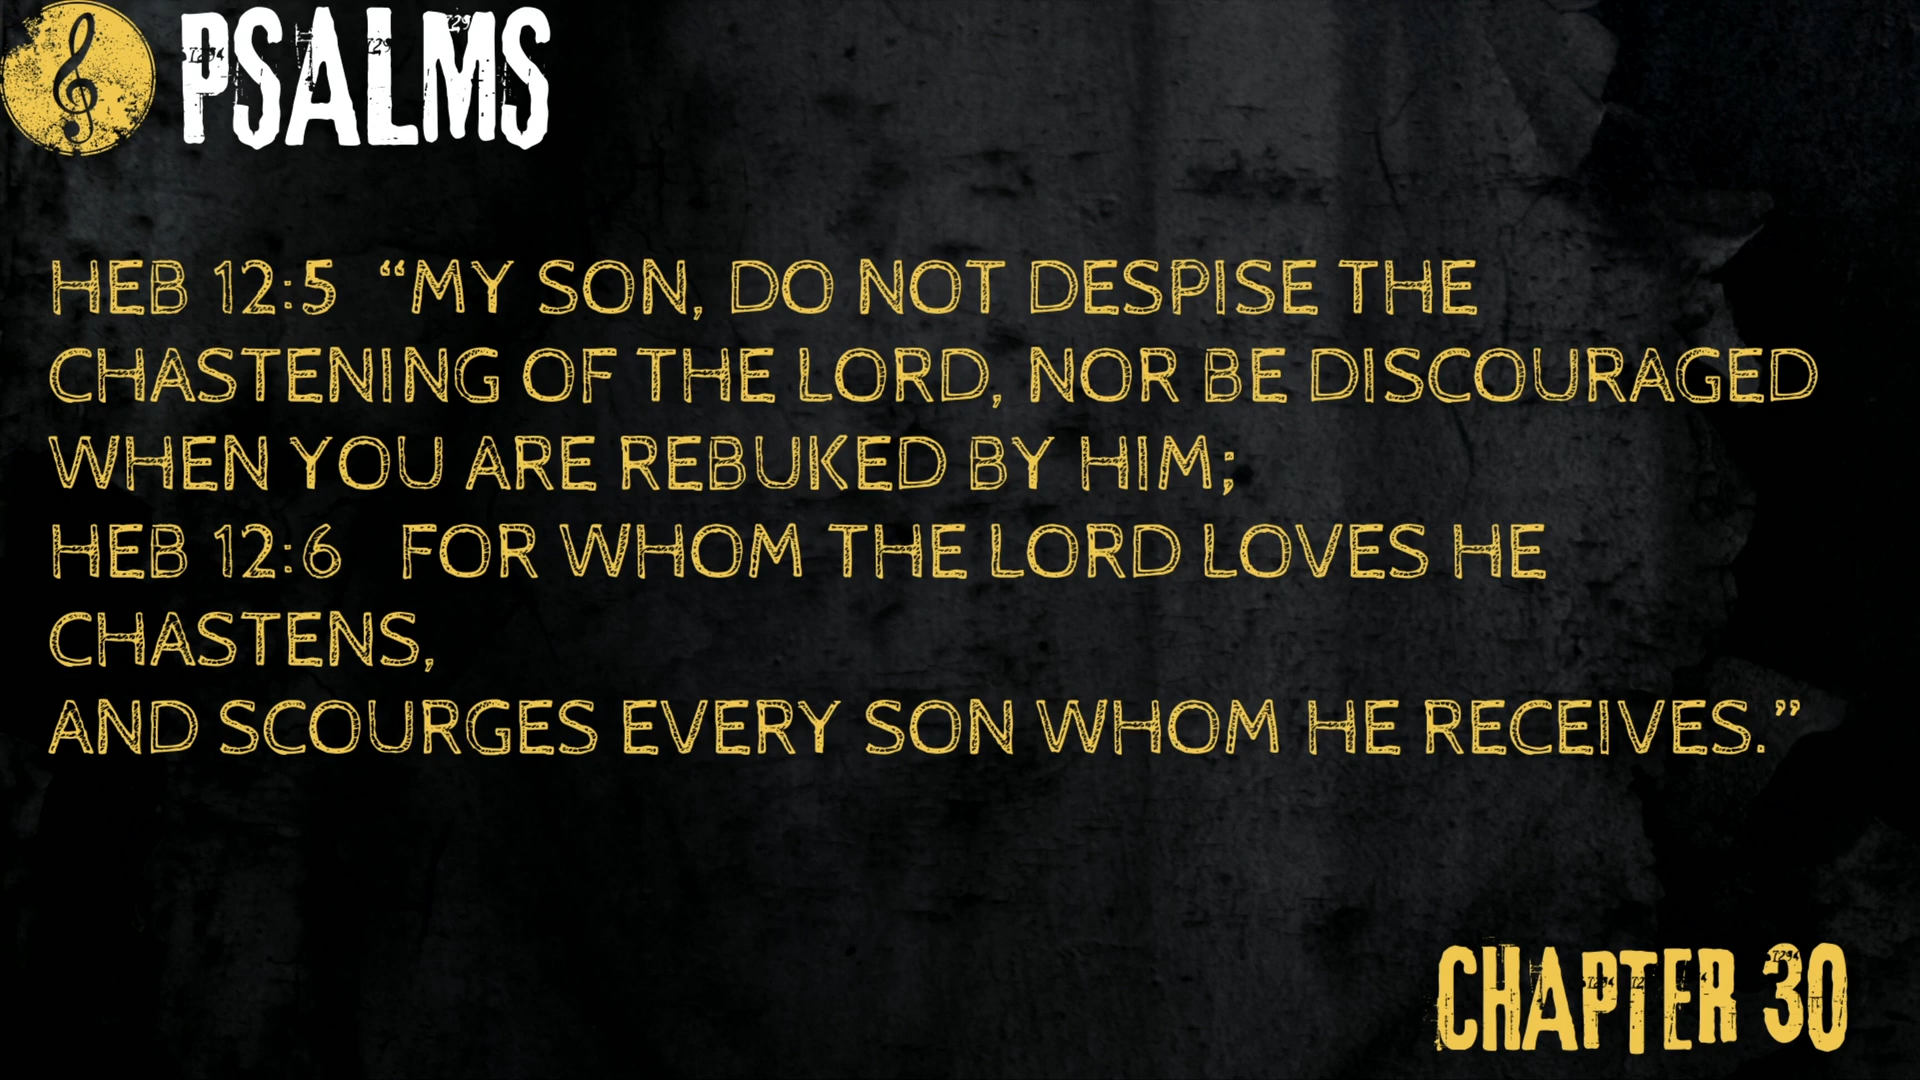 PSALMS
HEB 12:5 “MY SON, DO NOT DESPISE THE
CHASTENING OF THE LORD, NOR BE DISCOURAGED
WHEN YOU ARE REBUKED BY HIM;
HEB 12:6 FOR WHOM THE LORD LOVES HE
CHASTENS,
AND SCOURGES EVERY SON WHOM HE RECEIVES.”
CHAPTER 30